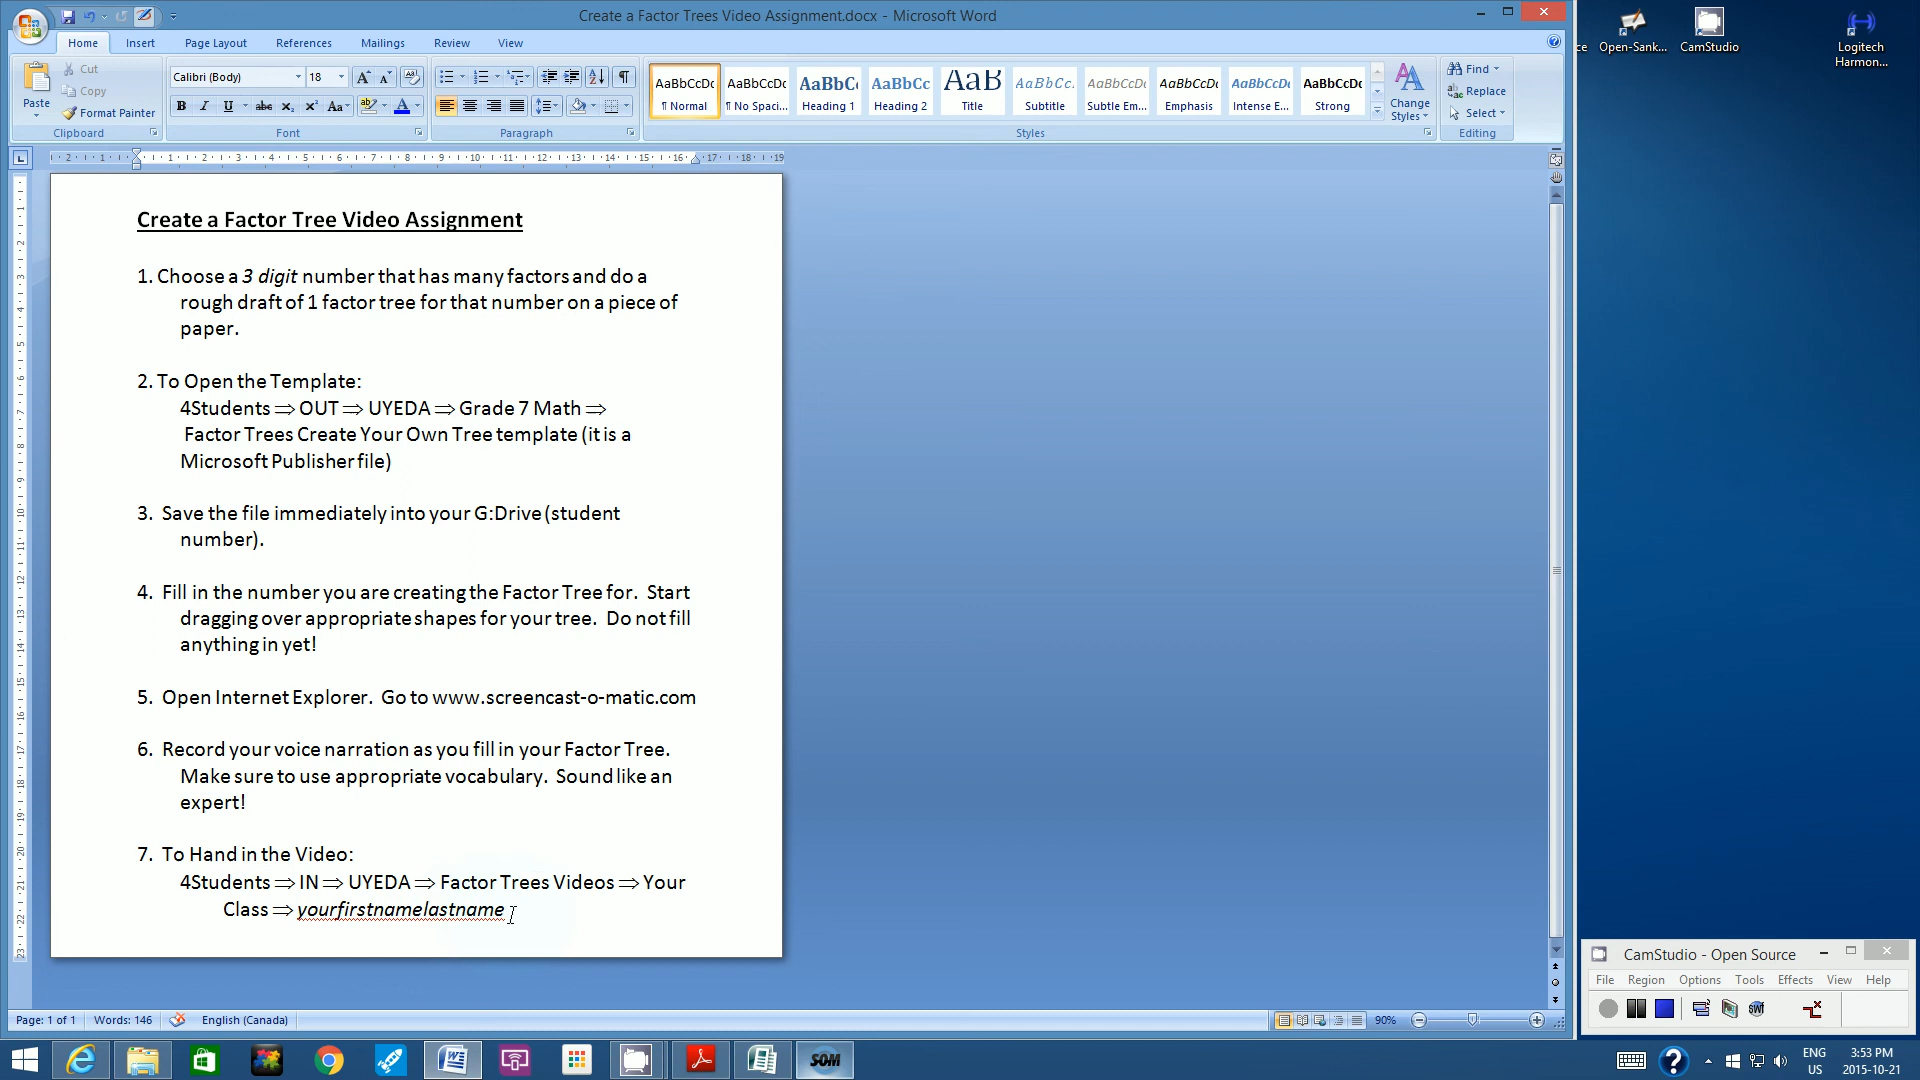 Create a Factor Trees Video Assignment.docx - Microsoft Word
Home Insert Page Layout References Mailings Review View
Paste
Cut
Copy
Format Painter
Clipboard
Calibri (Body) 18
Font
Paragraph
AaBbCcDc AaBbCcDc AaBbC AaBbCc AaB AaBbCc. AaBbCcDc AaBbCcDc AaBbCcDc AaBbCcDc
¶ Normal ¶ No Spaci... Heading 1 Heading 2 Title Subtitle Subtle Em... Emphasis Intense E... Strong
Change Styles
Styles
Find
Replace
Select
Editing
Create a Factor Tree Video Assignment
1. Choose a 3 digit number that has many factors and do a
rough draft of 1 factor tree for that number on a piece of
paper.
2. To Open the Template:
4Students ⇒ OUT ⇒ UYEDA ⇒ Grade 7 Math ⇒
Factor Trees Create Your Own Tree template (it is a
Microsoft Publisher file)
3. Save the file immediately into your G:Drive (student
number).
4. Fill in the number you are creating the Factor Tree for. Start
dragging over appropriate shapes for your tree. Do not fill
anything in yet!
5. Open Internet Explorer. Go to www.screencast-o-matic.com
6. Record your voice narration as you fill in your Factor Tree.
Make sure to use appropriate vocabulary. Sound like an
expert!
7. To Hand in the Video:
4Students ⇒ IN ⇒ UYEDA ⇒ Factor Trees Videos ⇒ Your
Class ⇒ yourfirstnamelastname
Page: 1 of 1 Words: 146 English (Canada) 90%
Open-Sank... CamStudio
Logitech
Harmon...
CamStudio - Open Source
File Region Options Tools Effects View Help
SOM
ENG
US
3:53 PM
2015-10-21